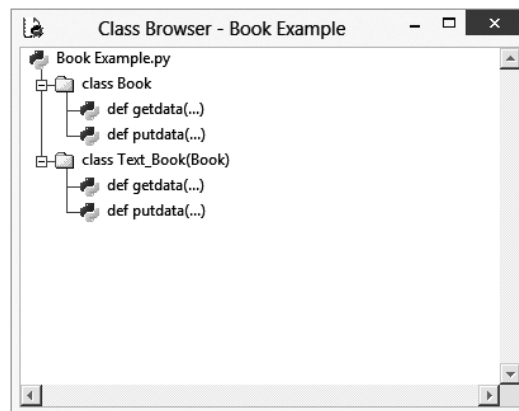 Class Browser - Book Example
Book Example.py
class Book
def getdata(...)
def putdata(...)
class Text_Book(Book)
def getdata(...)
def putdata(...)